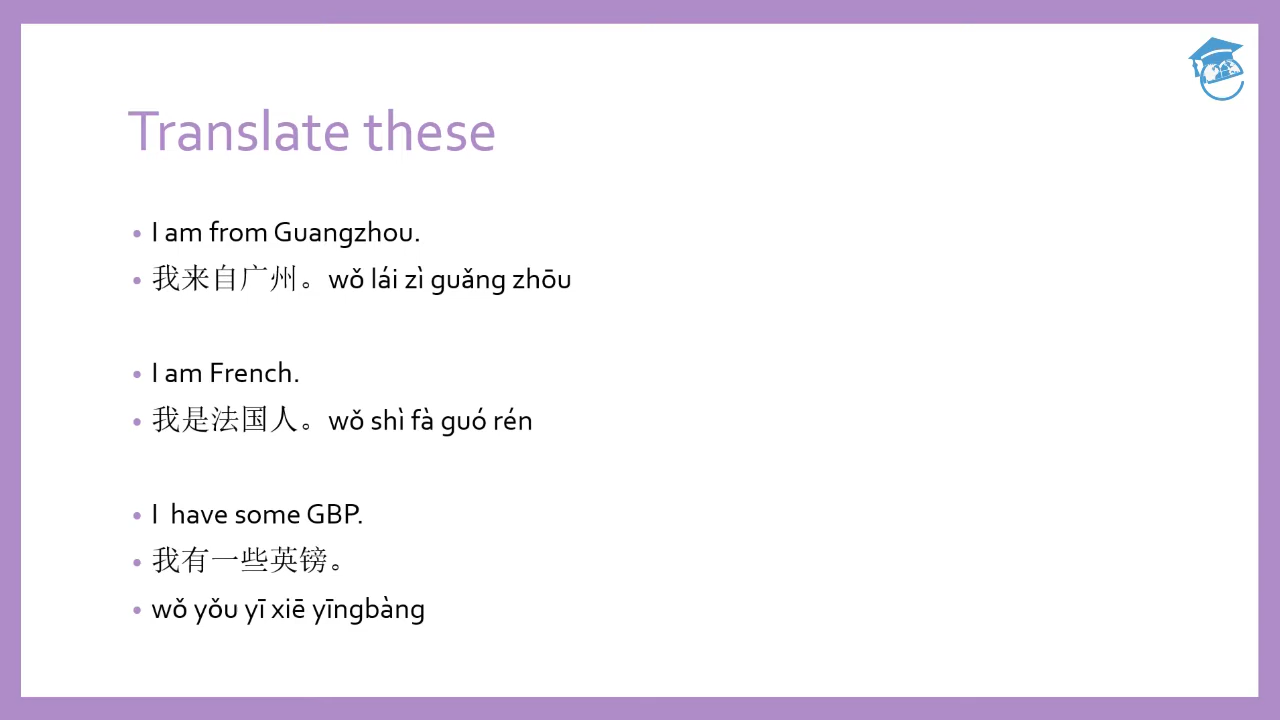 Translate these
• I am from Guangzhou.
• 我来自广州。wǒ lái zì guǎng zhōu
• I am French.
• 我是法国人。wǒ shì fà guó rén
• I  have some GBP.
• 我有一些英镑。
• wǒ yǒu yī xiē yīngbàng